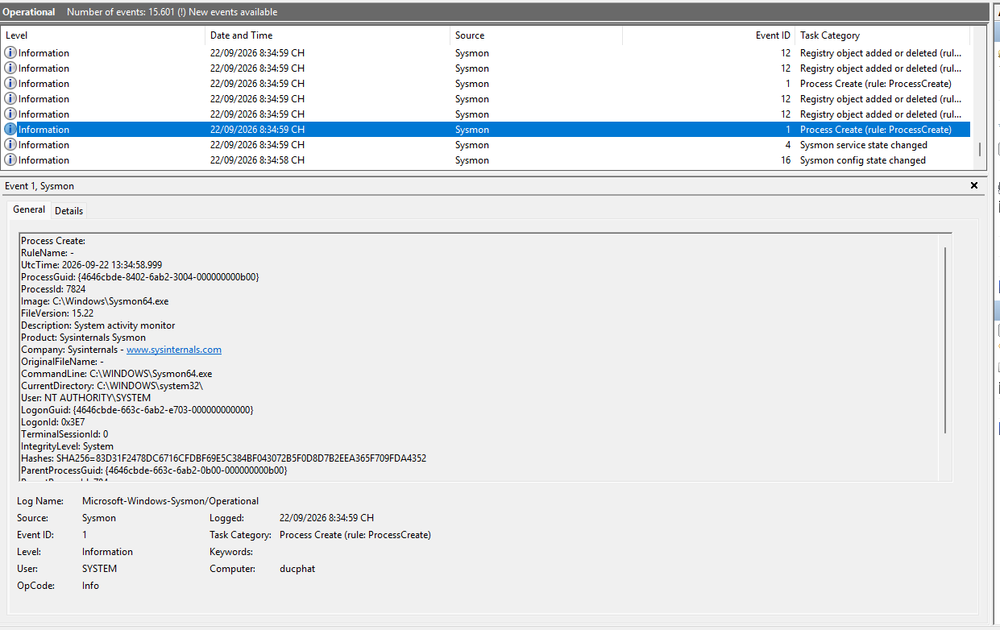 Operational Number of events: 15.601 (!) New events available
Level Date and Time Source Event ID Task Category
Information 22/09/2026 8:34:59 CH Sysmon 12 Registry object added or deleted (rul...
Information 22/09/2026 8:34:59 CH Sysmon 12 Registry object added or deleted (rul...
Information 22/09/2026 8:34:59 CH Sysmon 1 Process Create (rule: ProcessCreate)
Information 22/09/2026 8:34:59 CH Sysmon 12 Registry object added or deleted (rul...
Information 22/09/2026 8:34:59 CH Sysmon 12 Registry object added or deleted (rul...
Information 22/09/2026 8:34:59 CH Sysmon 1 Process Create (rule: ProcessCreate)
Information 22/09/2026 8:34:59 CH Sysmon 4 Sysmon service state changed
Information 22/09/2026 8:34:58 CH Sysmon 16 Sysmon config state changed
Event 1, Sysmon
General Details
Process Create:
RuleName: -
UtcTime: 2026-09-22 13:34:58.999
ProcessGuid: {4646cbde-8402-6ab2-3004-000000000b00}
ProcessId: 7824
Image: C:\Windows\Sysmon64.exe
FileVersion: 15.22
Description: System activity monitor
Product: Sysinternals Sysmon
Company: Sysinternals - www.sysinternals.com
OriginalFileName: -
CommandLine: C:\WINDOWS\Sysmon64.exe
CurrentDirectory: C:\WINDOWS\system32\
User: NT AUTHORITY\SYSTEM
LogonGuid: {4646cbde-663c-6ab2-e703-000000000000}
LogonId: 0x3E7
TerminalSessionId: 0
IntegrityLevel: System
Hashes: SHA256=83D31F2478DC6716CFDBF69E5C384BF043072B5F0D8D7B2EEA365F709FDA4352
ParentProcessGuid: {4646cbde-663c-6ab2-0b00-000000000b00}
Log Name: Microsoft-Windows-Sysmon/Operational
Source: Sysmon Logged: 22/09/2026 8:34:59 CH
Event ID: 1 Task Category: Process Create (rule: ProcessCreate)
Level: Information Keywords:
User: SYSTEM Computer: ducphat
OpCode: Info